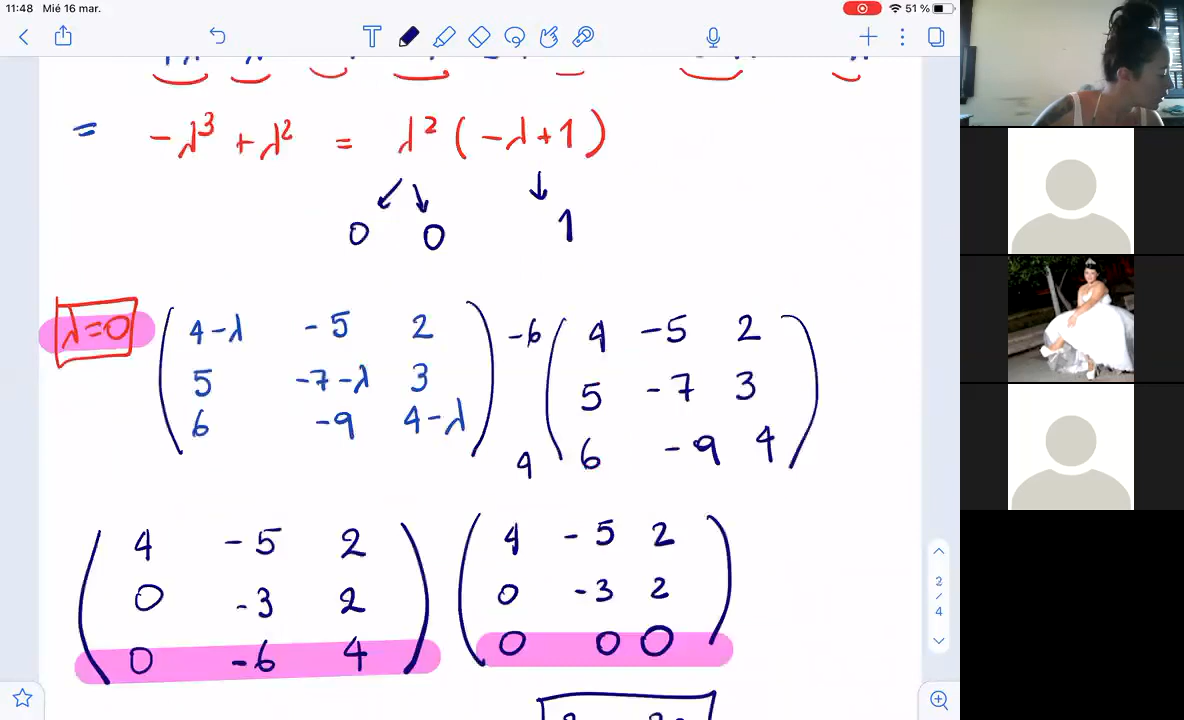 11:48 Mié 16 mar. 51 %
T
= -λ³ + λ² = λ² ( -λ + 1 )
0 0 1
λ=0 4-λ -5 2 -6 4 -5 2
5 -7-λ 3 5 -7 3
6 -9 4-λ 4 6 -9 4
4 -5 2 4 -5 2
0 -3 2 0 -3 2
0 -6 4 0 0 0
2
/
4